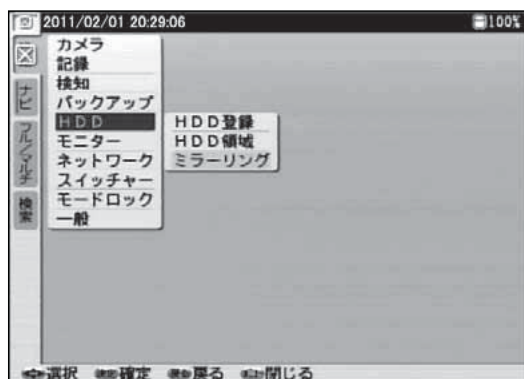 2011/02/01 20:29:06 100%
カメラ
記録
検知
バックアップ
HDD
モニター
ネットワーク
スイッチャー
モードロック
一般
HDD登録
HDD領域
ミラーリング
ナビ
フル/マルチ
検索
選択 確定 戻る 閉じる